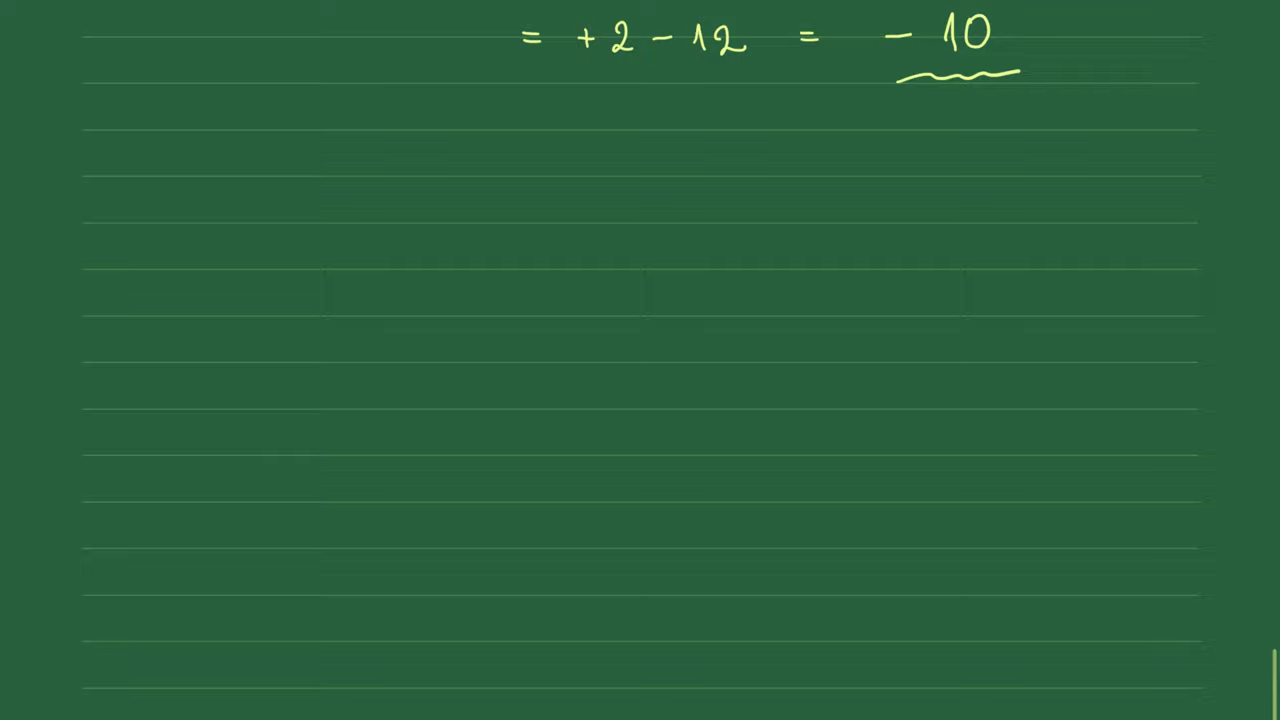 = +2 - 12 = - 10